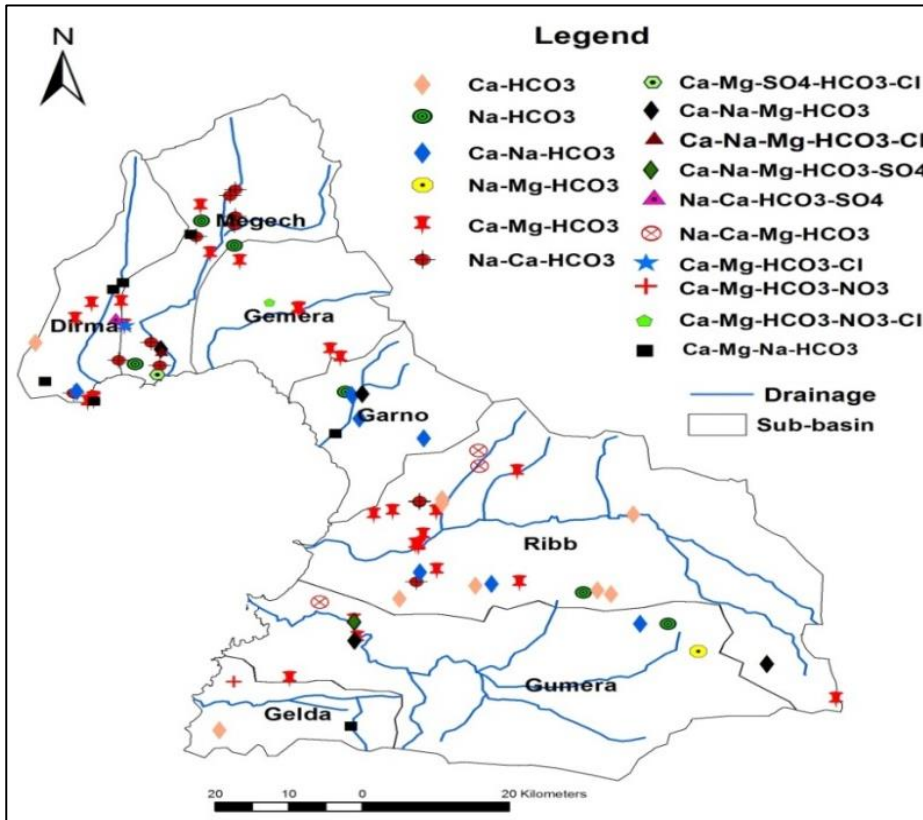 N
Legend
Ca-HCO3
Na-HCO3
Ca-Na-HCO3
Na-Mg-HCO3
Ca-Mg-HCO3
Na-Ca-HCO3
Ca-Mg-SO4-HCO3-Cl
Ca-Na-Mg-HCO3
Ca-Na-Mg-HCO3-Cl
Ca-Na-Mg-HCO3-SO4
Na-Ca-HCO3-SO4
Na-Ca-Mg-HCO3
Ca-Mg-HCO3-Cl
Ca-Mg-HCO3-NO3
Ca-Mg-HCO3-NO3-Cl
Ca-Mg-Na-HCO3
Drainage
Sub-basin
Megech
Gemera
Dirma
Garno
Ribb
Gumera
Gelda
20 10 0 20 Kilometers